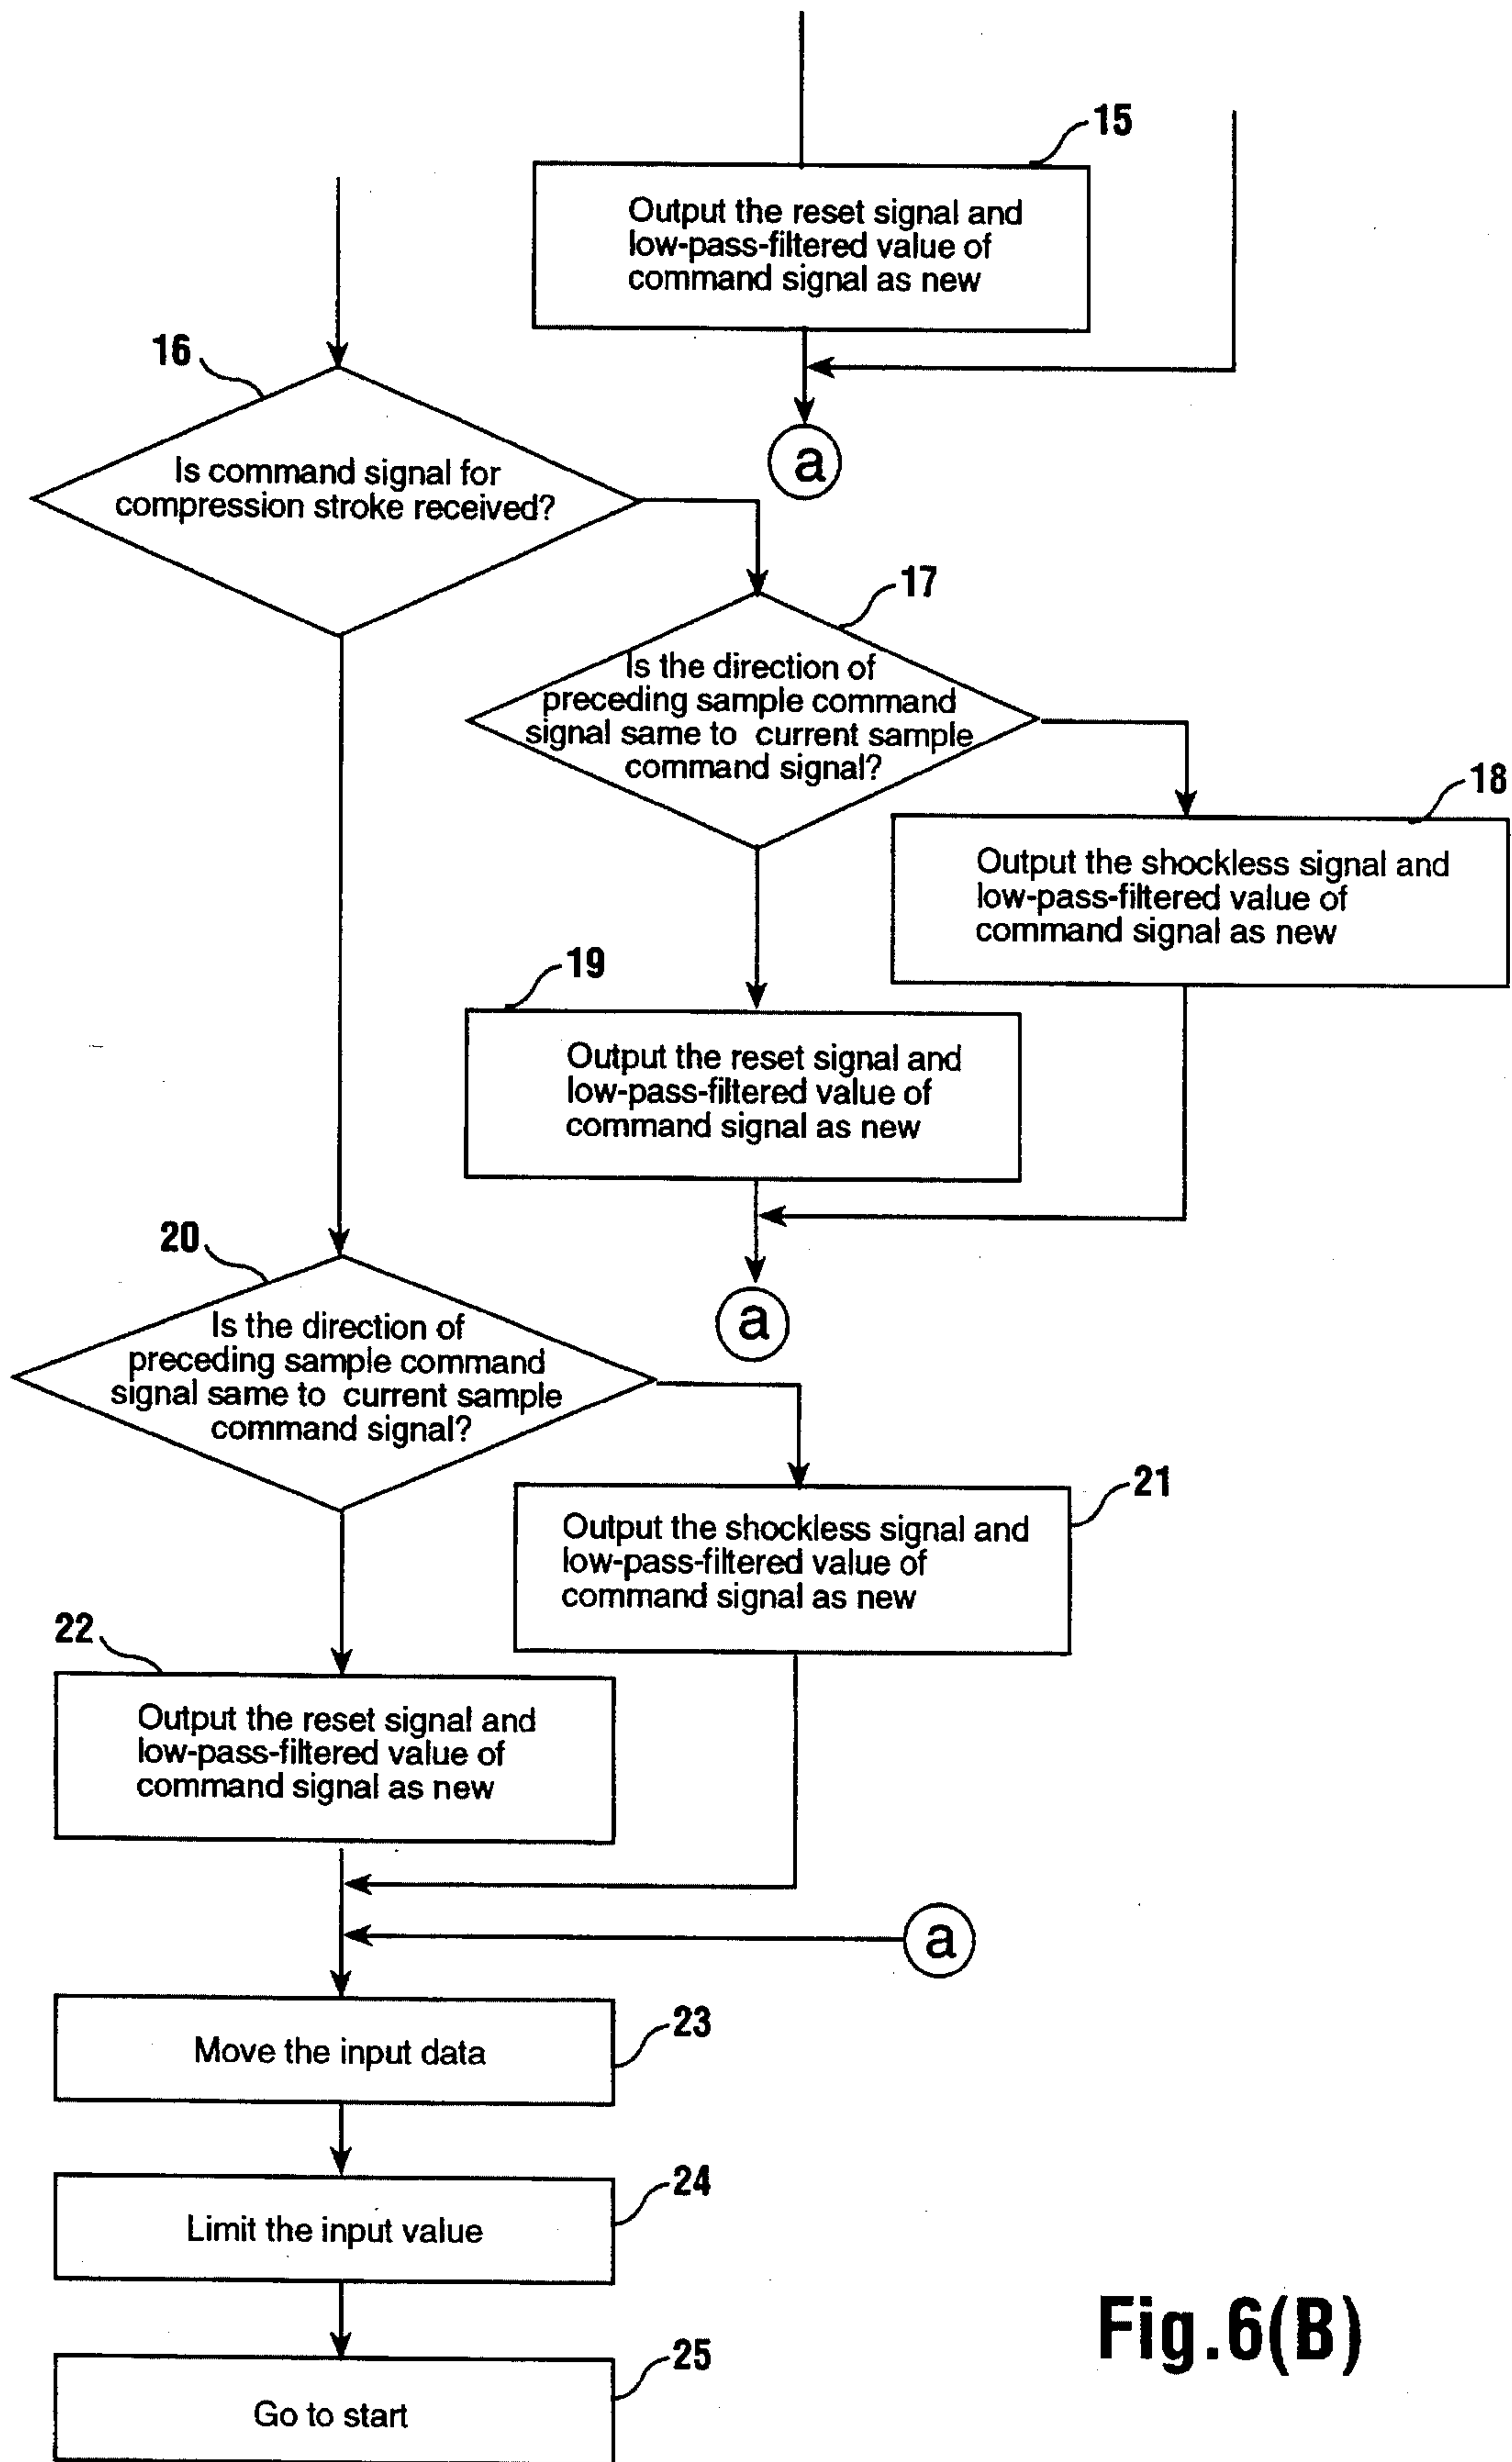 15
Output the reset signal and
low-pass-filtered value of
command signal as new
16
a
Is command signal for
compression stroke received?
17
Is the direction of
preceding sample command
signal same to current sample
command signal?
18
Output the shockless signal and
low-pass-filtered value of
command signal as new
19
Output the reset signal and
low-pass-filtered value of
command signal as new
20
a
Is the direction of
preceding sample command
signal same to current sample
command signal?
21
Output the shockless signal and
low-pass-filtered value of
command signal as new
22
Output the reset signal and
low-pass-filtered value of
command signal as new
a
23
Move the input data
24
Limit the input value
25
Go to start
Fig.6(B)